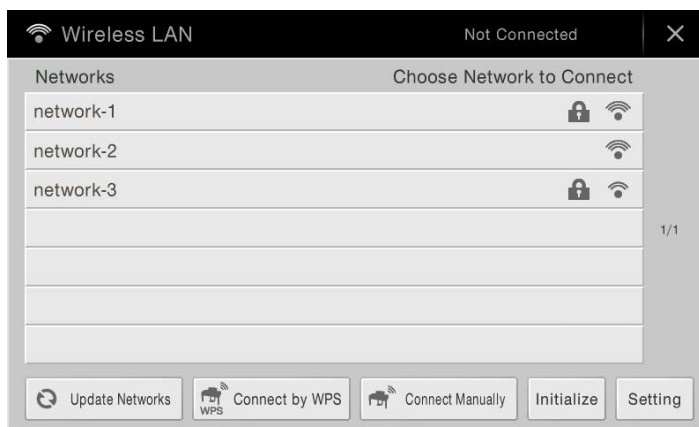 Wireless LAN Not Connected
Networks Choose Network to Connect
network-1
network-2
network-3
1/1
Update Networks WPS Connect by WPS Connect Manually Initialize Setting